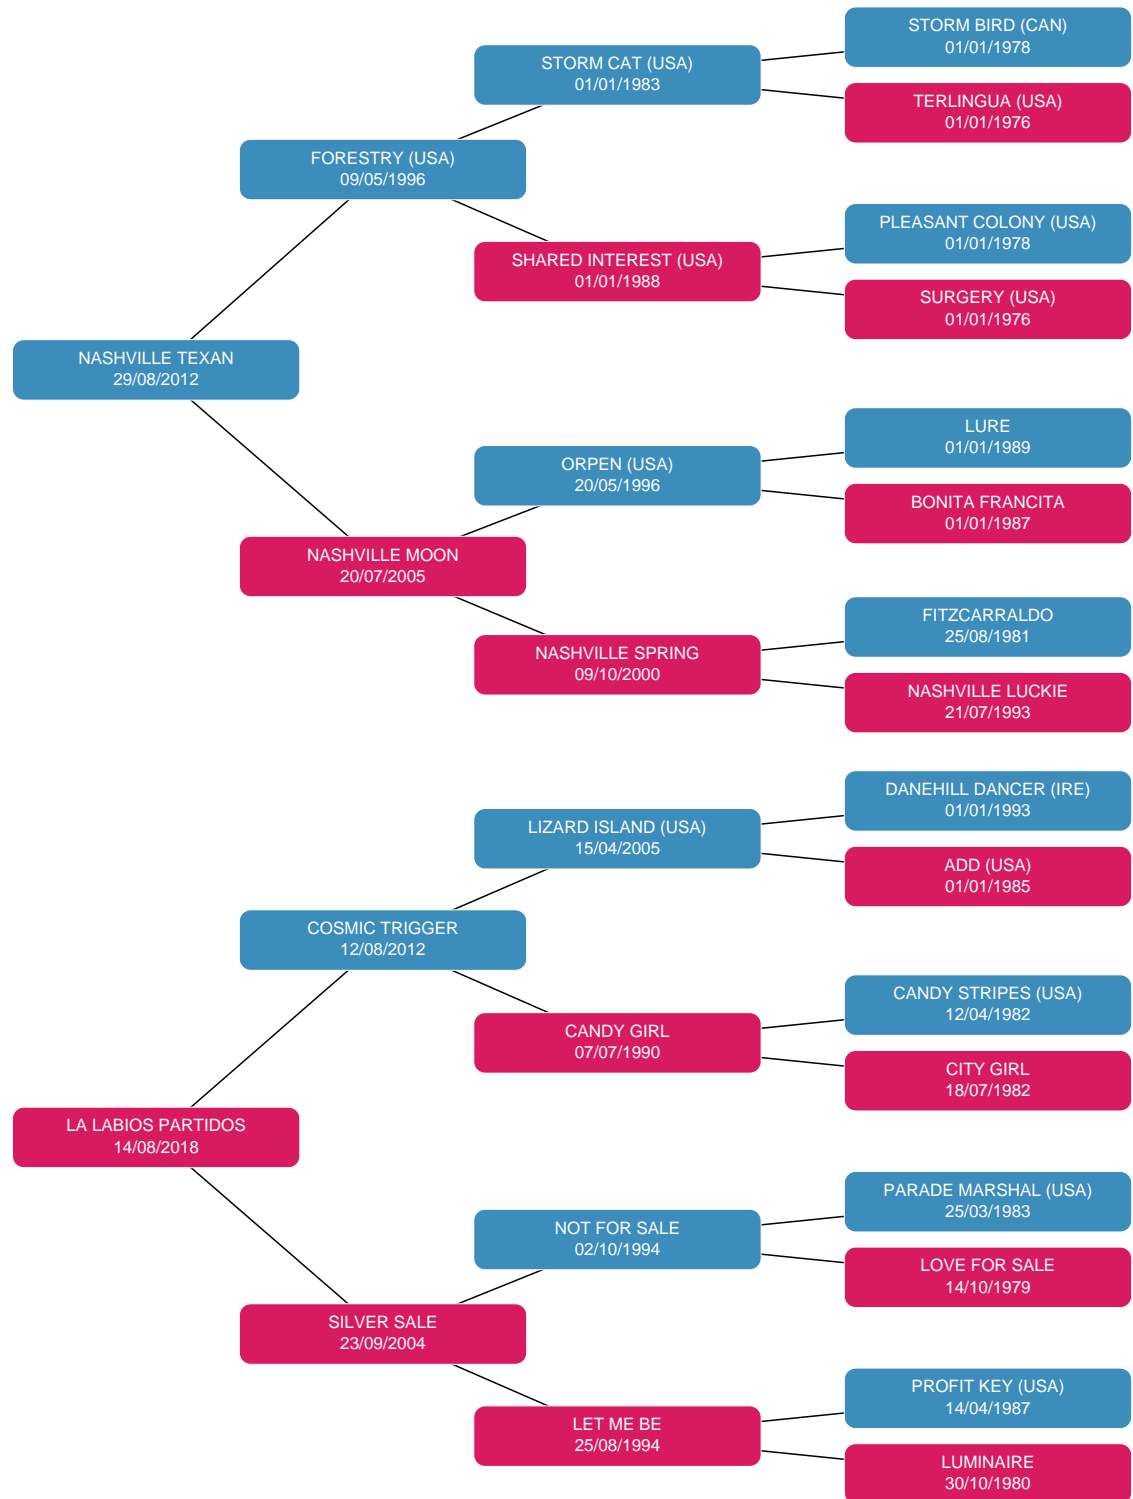 STORM BIRD (CAN)
01/01/1978
STORM CAT (USA)
01/01/1983
TERLINGUA (USA)
01/01/1976
FORESTRY (USA)
09/05/1996
PLEASANT COLONY (USA)
01/01/1978
SHARED INTEREST (USA)
01/01/1988
SURGERY (USA)
01/01/1976
NASHVILLE TEXAN
29/08/2012
LURE
01/01/1989
ORPEN (USA)
20/05/1996
BONITA FRANCITA
01/01/1987
NASHVILLE MOON
20/07/2005
FITZCARRALDO
25/08/1981
NASHVILLE SPRING
09/10/2000
NASHVILLE LUCKIE
21/07/1993
DANEHILL DANCER (IRE)
01/01/1993
LIZARD ISLAND (USA)
15/04/2005
ADD (USA)
01/01/1985
COSMIC TRIGGER
12/08/2012
CANDY STRIPES (USA)
12/04/1982
CANDY GIRL
07/07/1990
CITY GIRL
18/07/1982
LA LABIOS PARTIDOS
14/08/2018
PARADE MARSHAL (USA)
25/03/1983
NOT FOR SALE
02/10/1994
LOVE FOR SALE
14/10/1979
SILVER SALE
23/09/2004
PROFIT KEY (USA)
14/04/1987
LET ME BE
25/08/1994
LUMINAIRE
30/10/1980